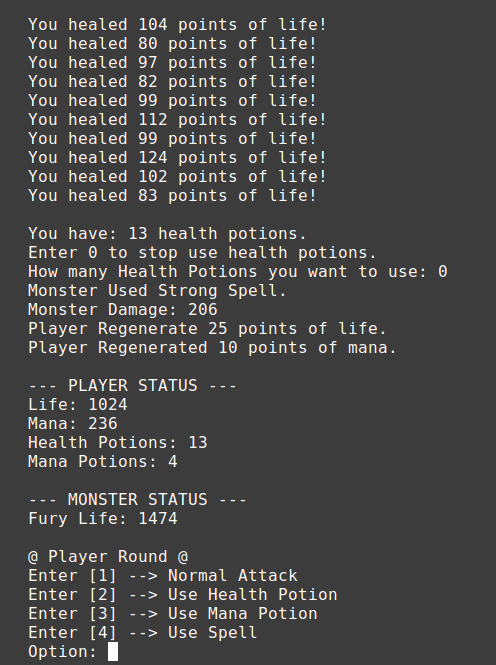 You healed 104 points of life!
You healed 80 points of life!
You healed 97 points of life!
You healed 82 points of life!
You healed 99 points of life!
You healed 112 points of life!
You healed 99 points of life!
You healed 124 points of life!
You healed 102 points of life!
You healed 83 points of life!
You have: 13 health potions.
Enter 0 to stop use health potions.
How many Health Potions you want to use: 0
Monster Used Strong Spell.
Monster Damage: 206
Player Regenerate 25 points of life.
Player Regenerated 10 points of mana.
--- PLAYER STATUS ---
Life: 1024
Mana: 236
Health Potions: 13
Mana Potions: 4
--- MONSTER STATUS ---
Fury Life: 1474
@ Player Round @
Enter [1] --> Normal Attack
Enter [2] --> Use Health Potion
Enter [3] --> Use Mana Potion
Enter [4] --> Use Spell
Option: